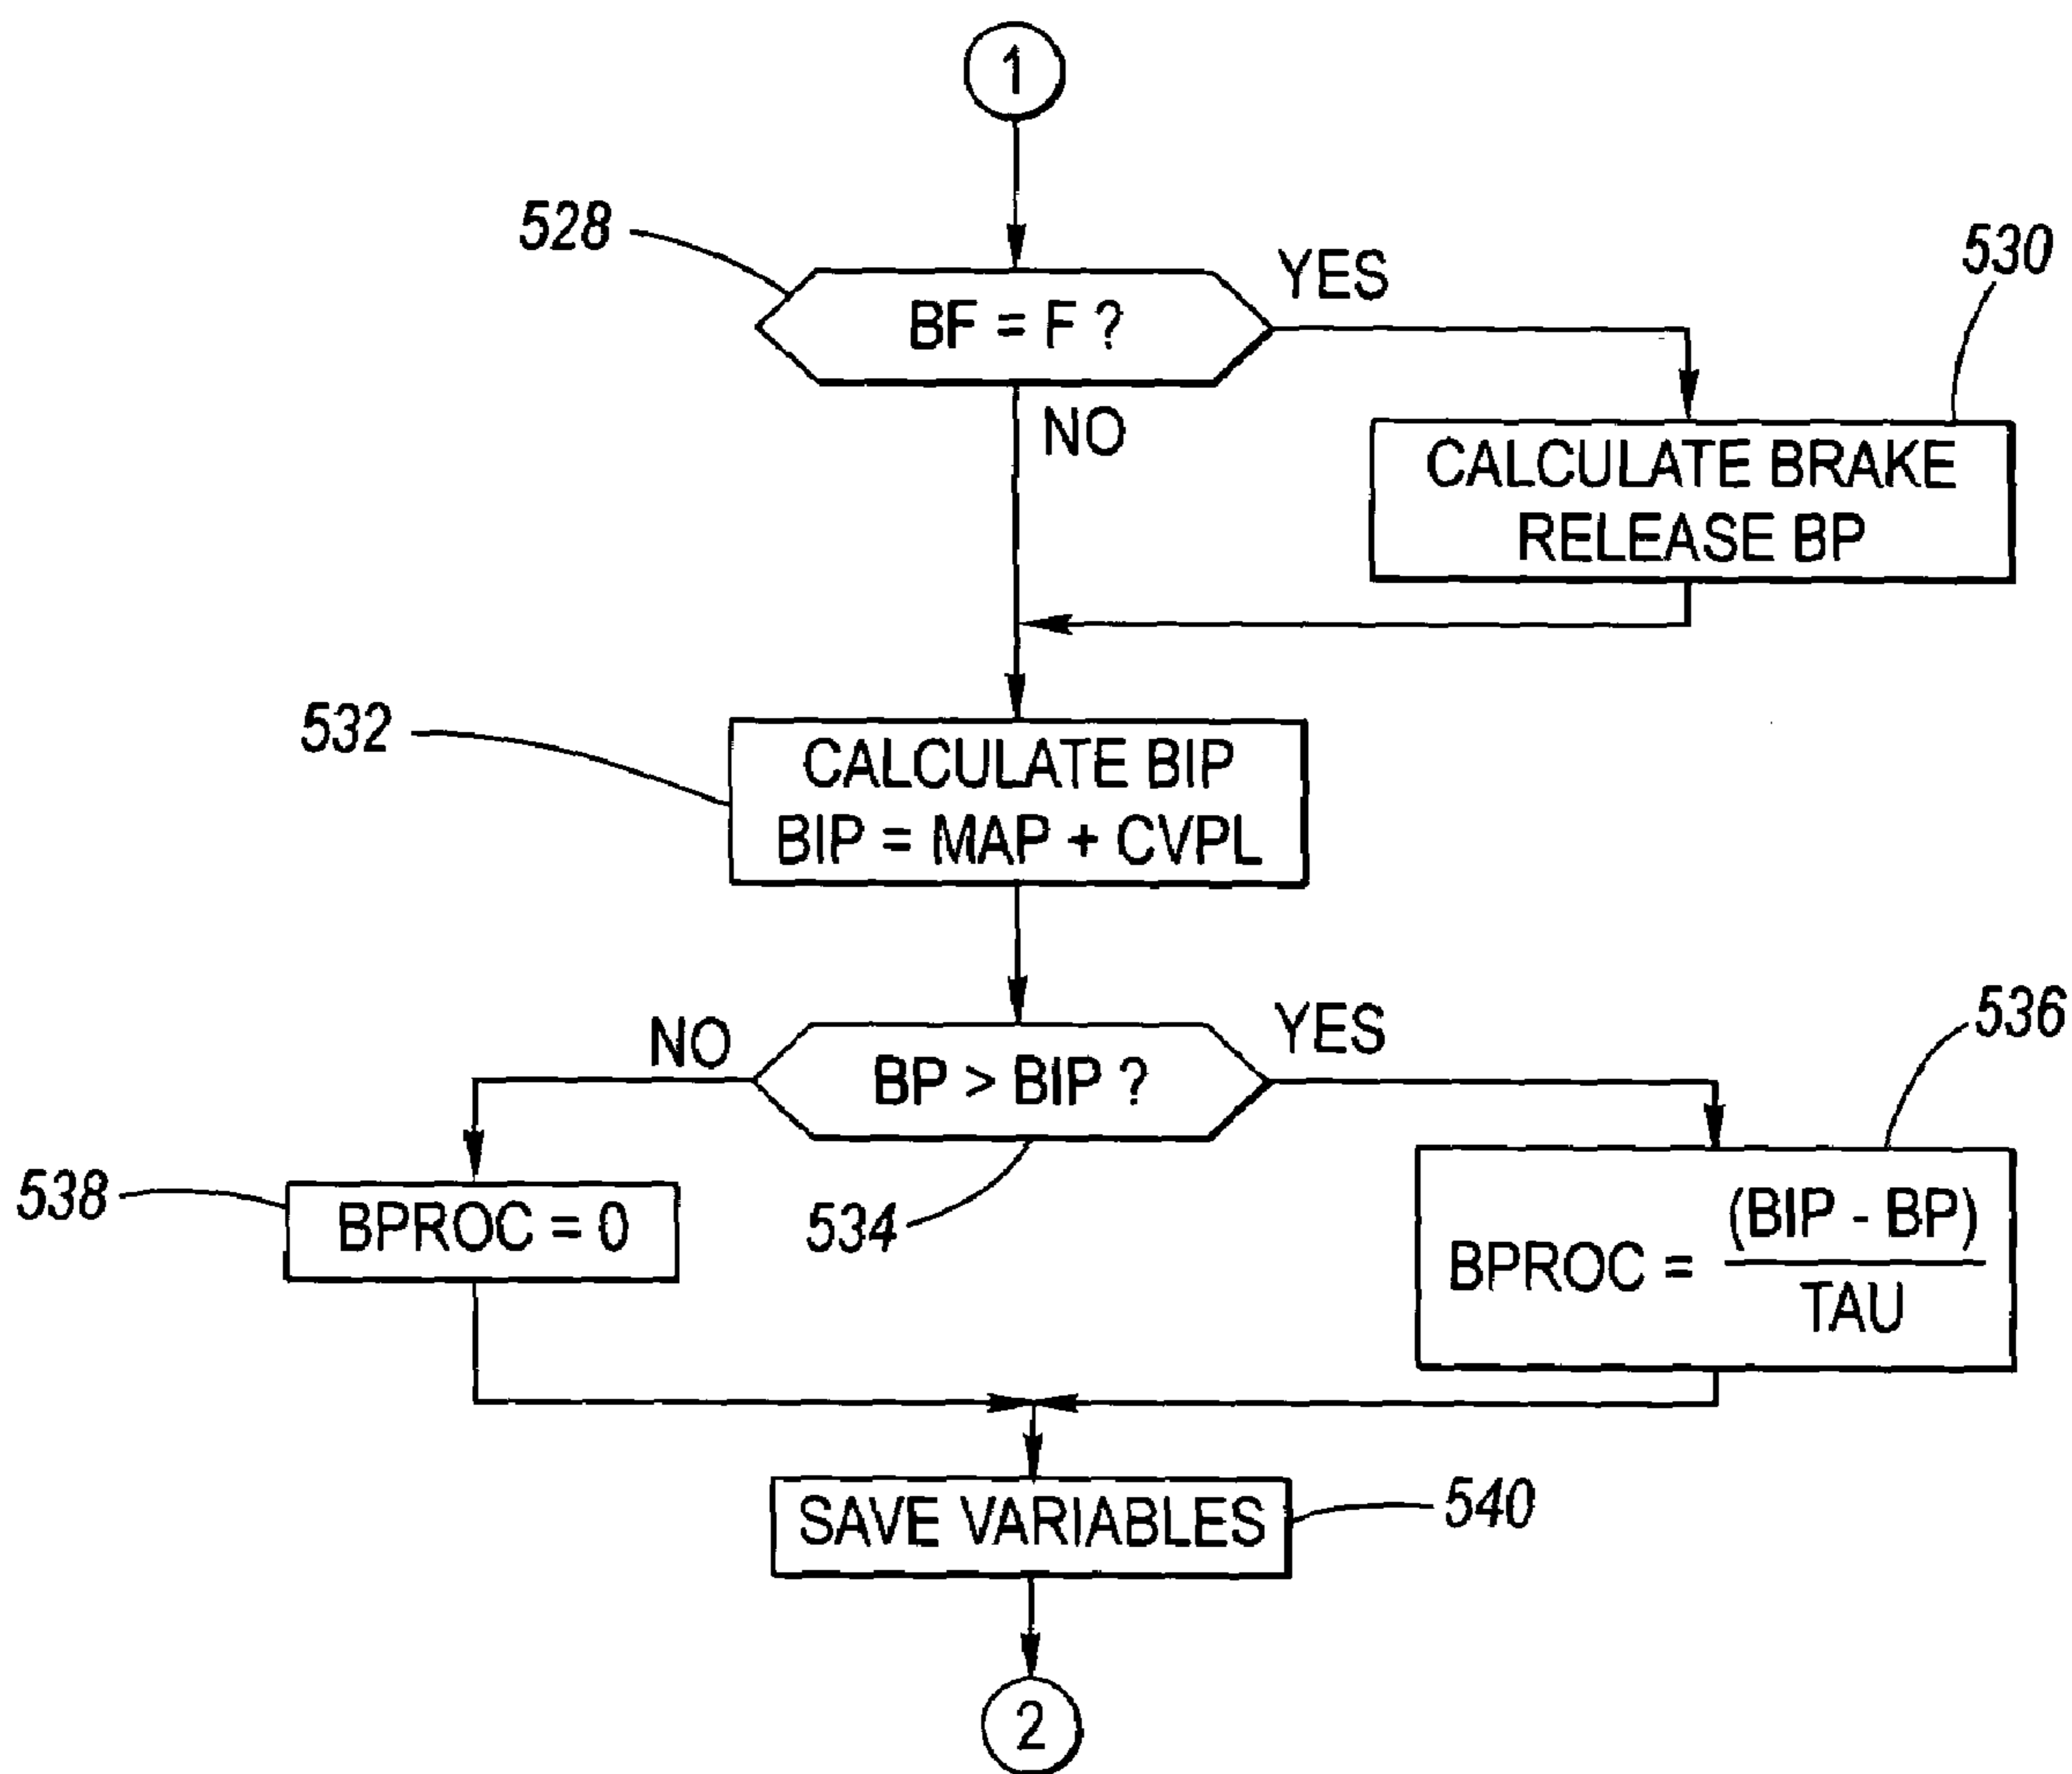 1
528
BF = F ?
YES
530
NO
CALCULATE BRAKE
RELEASE BP
532
CALCULATE BIP
BIP = MAP + CVPL
NO
BP > BIP ?
YES
536
538
BPROC = 0
534
BPROC = (BIP - BP)
TAU
SAVE VARIABLES
540
2